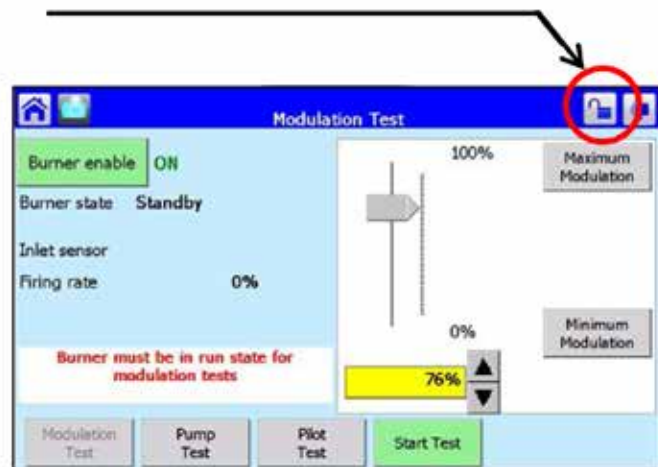 Modulation Test
Burner enable ON
Burner state Standby
Inlet sensor
Firing rate 0%
Burner must be in run state for
modulation tests
100%
0%
76%
Maximum
Modulation
Minimum
Modulation
Modulation
Test
Pump
Test
Pilot
Test
Start Test